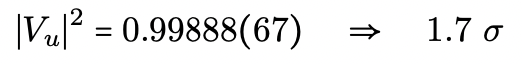 |V_u|^2 = 0.99888(67) ⇒ 1.7 σ